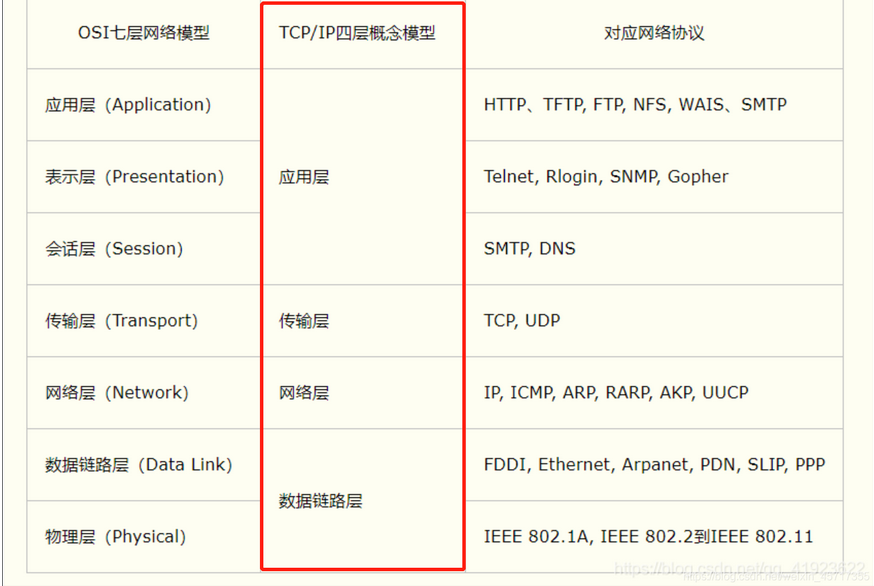 OSI七层网络模型 TCP/IP四层概念模型 对应网络协议
应用层（Application） HTTP、TFTP, FTP, NFS, WAIS、SMTP
表示层（Presentation） 应用层 Telnet, Rlogin, SNMP, Gopher
会话层（Session） SMTP, DNS
传输层（Transport） 传输层 TCP, UDP
网络层（Network） 网络层 IP, ICMP, ARP, RARP, AKP, UUCP
数据链路层（Data Link） FDDI, Ethernet, Arpanet, PDN, SLIP, PPP
数据链路层
物理层（Physical） IEEE 802.1A, IEEE 802.2到IEEE 802.11